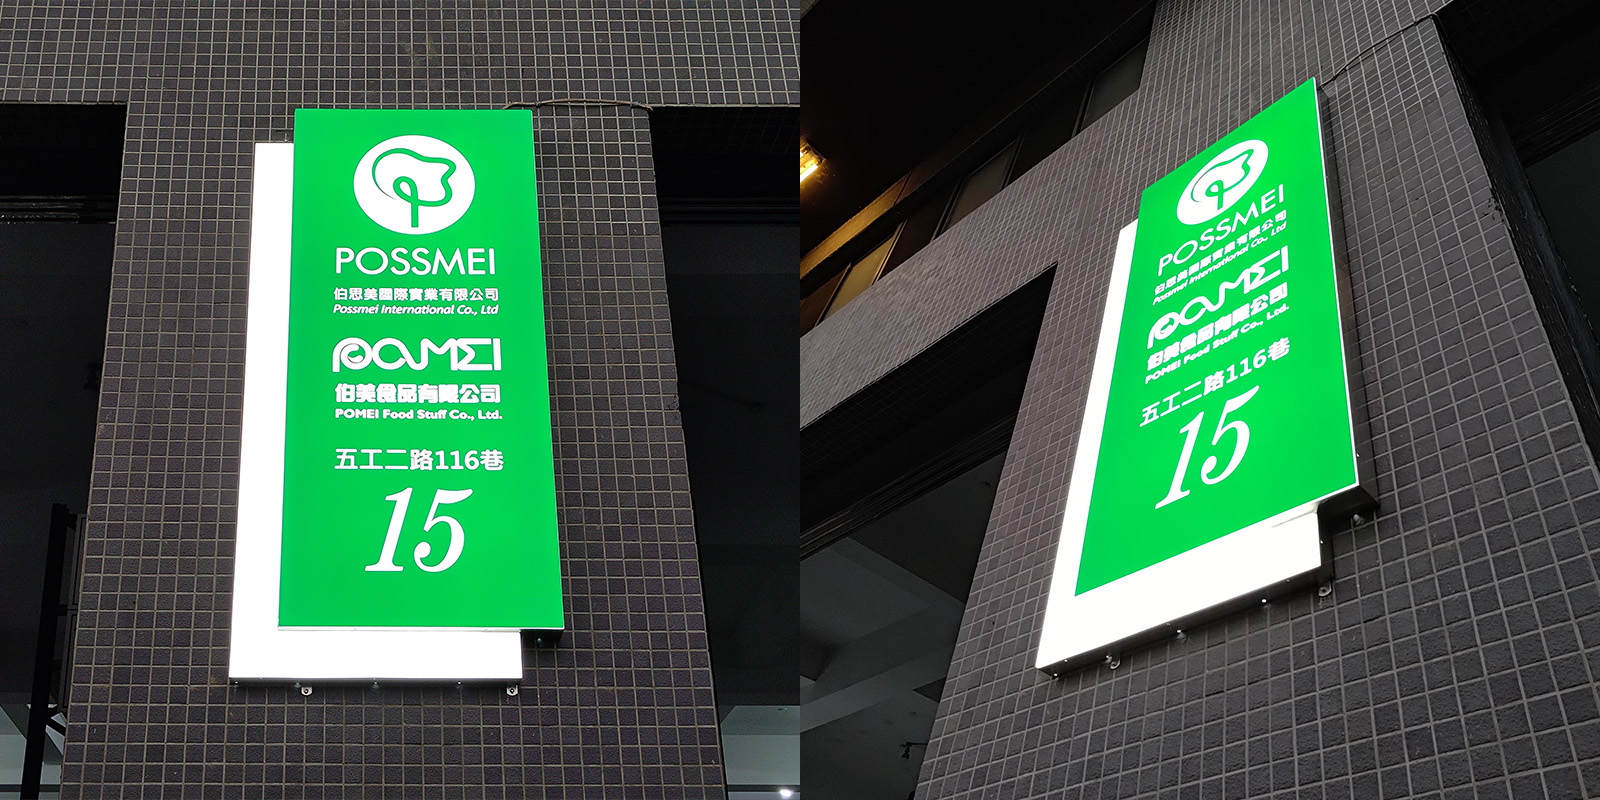 POSSMEI
伯思美國際實業有限公司
Possmei International Co., Ltd
POMEI
伯美食品有限公司
POMEI Food Stuff Co., Ltd.
五工二路116巷
15
POSSMEI
伯思美國際實業有限公司
Possmei International Co., Ltd
POMEI
伯美食品有限公司
POMEI Food Stuff Co., Ltd.
五工二路116巷
15